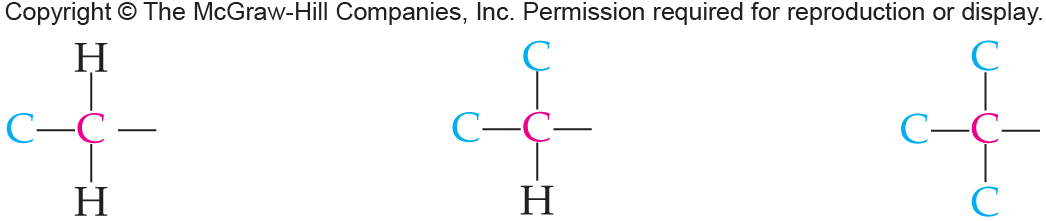 Copyright © The McGraw-Hill Companies, Inc. Permission required for reproduction or display.
H C C
C C C C C C
H H C